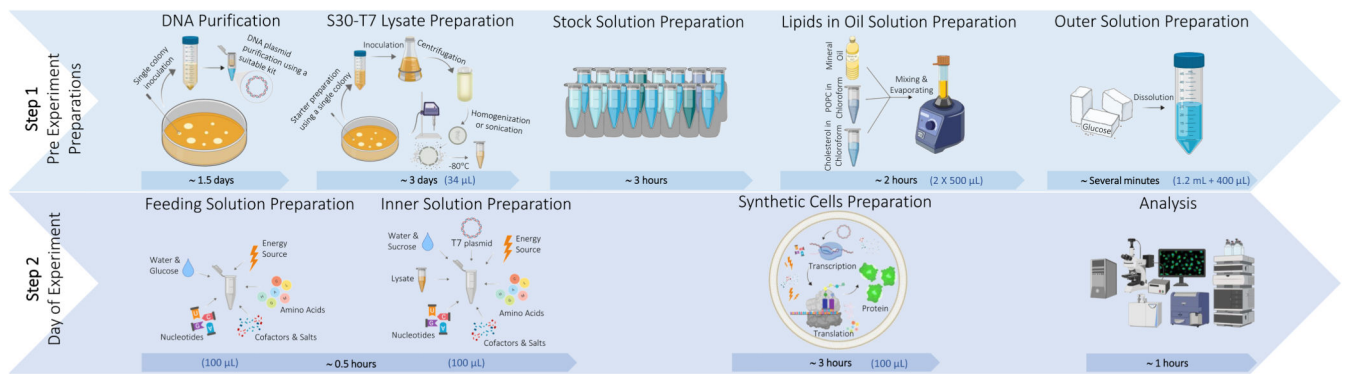 Step 1
Pre Experiment
Preparations
DNA Purification
Single colony
inoculation
DNA plasmid
purification using a
suitable kit
~ 1.5 days
S30-T7 Lysate Preparation
Starter preparation
using a single colony
Inoculation
Centrifugation
Homogenization
or sonication
-80°C
~ 3 days (34 µL)
Stock Solution Preparation
~ 3 hours
Lipids in Oil Solution Preparation
Mineral
Oil
POPC in
Chloroform
Cholesterol in
Chloroform
Mixing &
Evaporating
~ 2 hours (2 X 500 µL)
Outer Solution Preparation
Glucose
Dissolution
~ Several minutes (1.2 mL + 400 µL)
Step 2
Day of Experiment
Feeding Solution Preparation
Water &
Glucose
Energy
Source
Amino Acids
Nucleotides
Cofactors & Salts
(100 µL)
~ 0.5 hours
Inner Solution Preparation
Water &
Sucrose
T7 plasmid
Energy
Source
Lysate
Amino Acids
Nucleotides
Cofactors & Salts
(100 µL)
Synthetic Cells Preparation
Transcription
Protein
Translation
~ 3 hours (100 µL)
Analysis
~ 1 hours